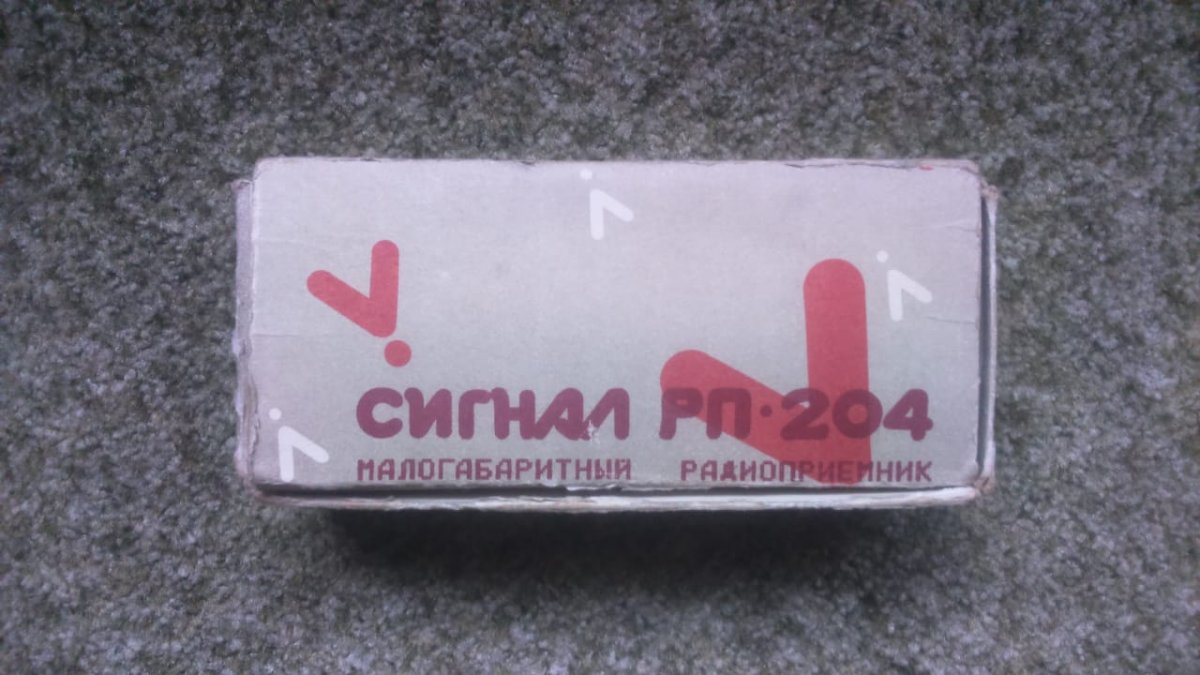 СИГНАЛ РП·204
МАЛОГАБАРИТНЫЙ РАДИОПРИЕМНИК